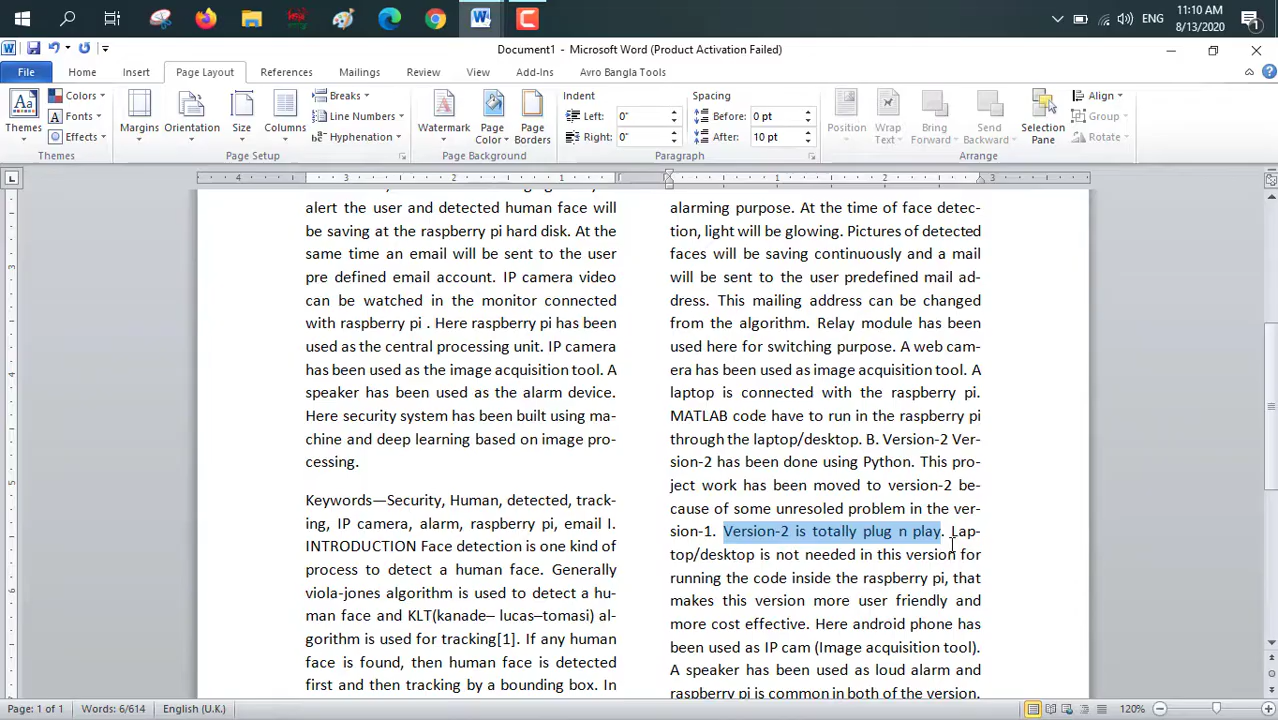 11:10 AM
ENG
8/13/2020
1
Document1 - Microsoft Word (Product Activation Failed)
File
Home
Insert
Page Layout
References
Mailings
Review
View
Add-Ins
Avro Bangla Tools
Themes
Colors
Fonts
Effects
Themes
Margins
Orientation
Size
Columns
Breaks
Line Numbers
Hyphenation
Page Setup
Watermark
Page Color
Page Borders
Page Background
Indent
Left: 0"
Right: 0"
Spacing
Before: 0 pt
After: 10 pt
Paragraph
Position
Wrap Text
Bring Forward
Send Backward
Selection Pane
Align
Group
Rotate
Arrange
4 3 2 1 1 2 3
alert the user and detected human face will
be saving at the raspberry pi hard disk. At the
same time an email will be sent to the user
pre defined email account. IP camera video
can be watched in the monitor connected
with raspberry pi . Here raspberry pi has been
used as the central processing unit. IP camera
has been used as the image acquisition tool. A
speaker has been used as the alarm device.
Here security system has been built using ma-
chine and deep learning based on image pro-
cessing.
Keywords—Security, Human, detected, track-
ing, IP camera, alarm, raspberry pi, email I.
INTRODUCTION Face detection is one kind of
process to detect a human face. Generally
viola-jones algorithm is used to detect a hu-
man face and KLT(kanade– lucas–tomasi) al-
gorithm is used for tracking[1]. If any human
face is found, then human face is detected
first and then tracking by a bounding box. In
alarming purpose. At the time of face detec-
tion, light will be glowing. Pictures of detected
faces will be saving continuously and a mail
will be sent to the user predefined mail ad-
dress. This mailing address can be changed
from the algorithm. Relay module has been
used here for switching purpose. A web cam-
era has been used as image acquisition tool. A
laptop is connected with the raspberry pi.
MATLAB code have to run in the raspberry pi
through the laptop/desktop. B. Version-2 Ver-
sion-2 has been done using Python. This pro-
ject work has been moved to version-2 be-
cause of some unresoled problem in the ver-
sion-1. Version-2 is totally plug n play. Lap-
top/desktop is not needed in this version for
running the code inside the raspberry pi, that
makes this version more user friendly and
more cost effective. Here android phone has
been used as IP cam (Image acquisition tool).
A speaker has been used as loud alarm and
raspberry pi is common in both of the version.
Page: 1 of 1
Words: 6/614
English (U.K.)
120%